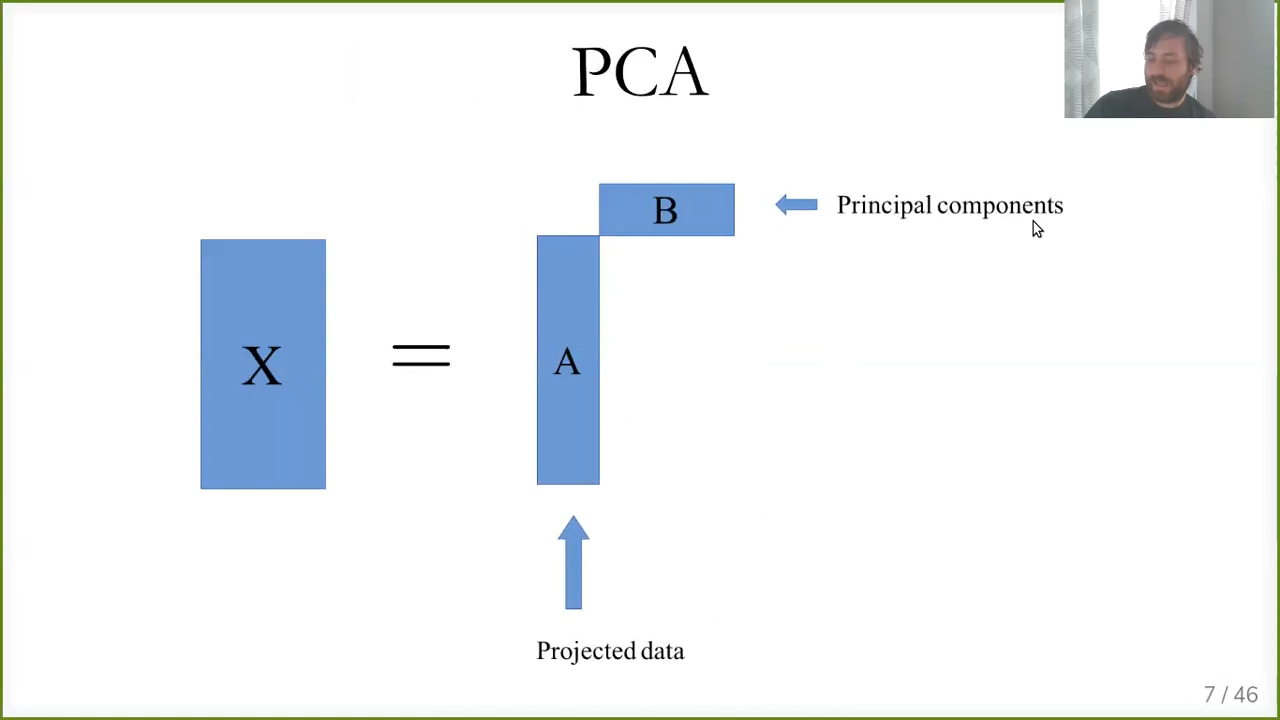 PCA
B
Principal components
X
=
A
Projected data
7 / 46